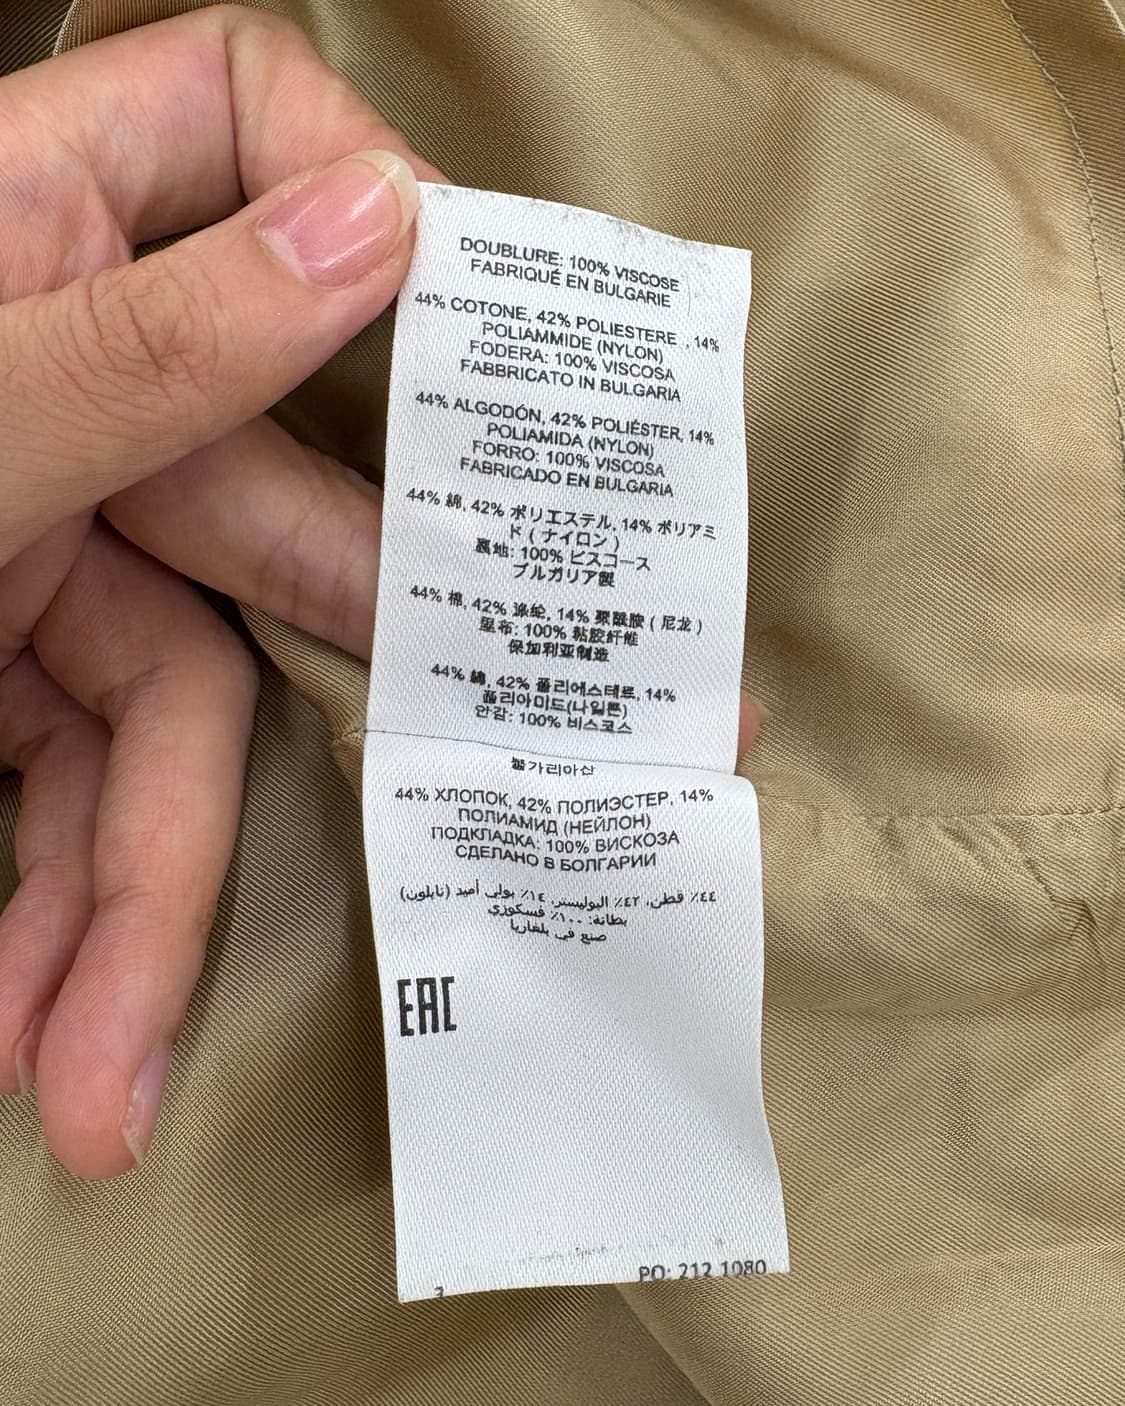 DOUBLURE: 100% VISCOSE
FABRIQUÉ EN BULGARIE
44% COTONE, 42% POLIESTERE , 14%
POLIAMMIDE (NYLON)
FODERA: 100% VISCOSA
FABBRICATO IN BULGARIA
44% ALGODÓN, 42% POLIÉSTER, 14%
POLIAMIDA (NYLON)
FORRO: 100% VISCOSA
FABRICADO EN BULGARIA
44% 綿, 42% ポリエステル, 14% ポリアミ
ド ( ナイロン )
裏地: 100% ビスコース
ブルガリア製
44% 棉, 42% 涤纶, 14% 聚酰胺 ( 尼龙 )
里布: 100% 粘胶纤维
保加利亚制造
44% 綿, 42% 폴리에스테르, 14%
폴리아미드(나일론)
안감: 100% 비스코스
불가리아산
44% ХЛОПОК, 42% ПОЛИЭСТЕР, 14%
ПОЛИАМИД (НЕЙЛОН)
ПОДКЛАДКА: 100% ВИСКОЗА
СДЕЛАНО В БОЛГАРИИ
٤٤٪ قطن، ٤٢٪ البوليستر، ١٤٪ بولي أميد (نايلون)
بطانة: ١٠٠٪ فسكوزي
صنع في بلغاريا
EAC
PO: 212 1080